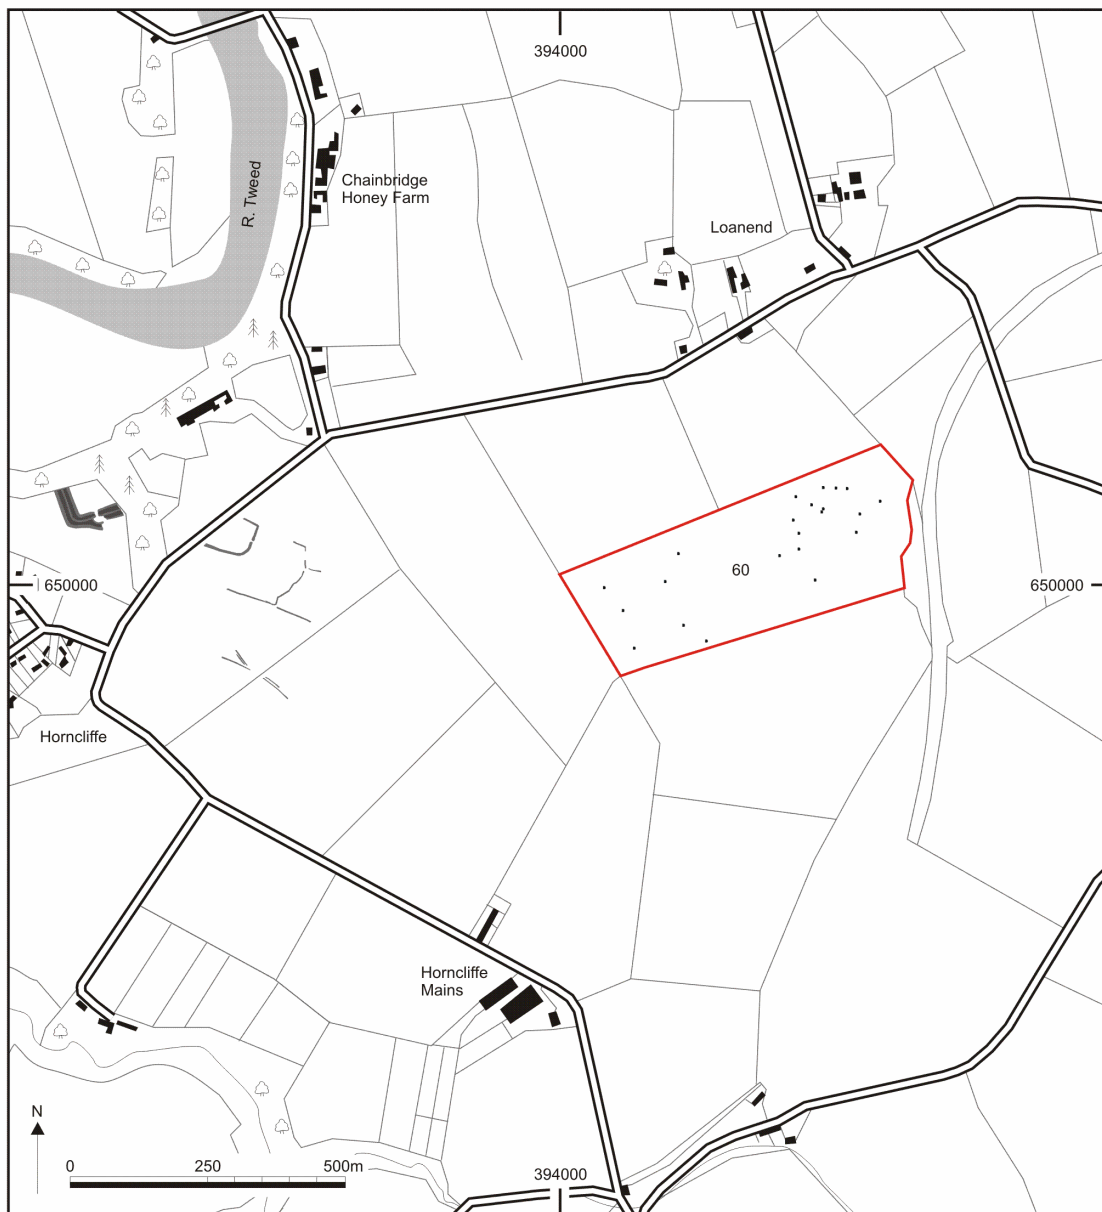 394000
R. Tweed
Chainbridge
Honey Farm
Loanend
60
650000
650000
Horncliffe
Horncliffe
Mains
N
0 250 500m
394000